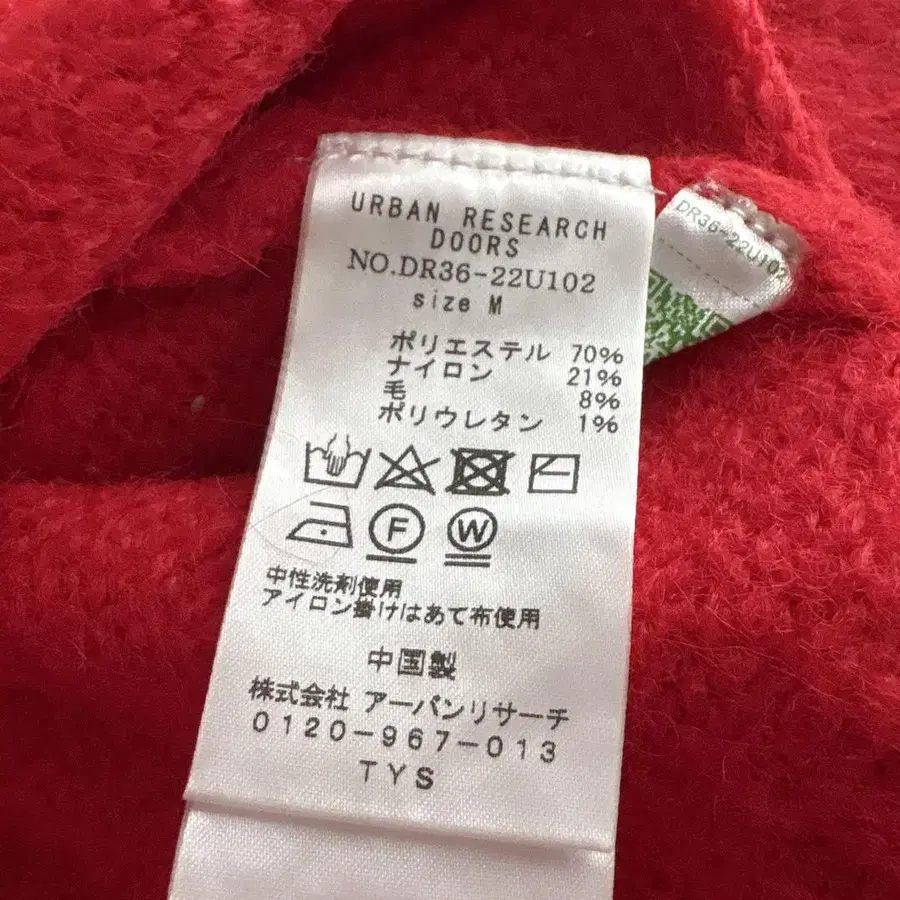 URBAN RESEARCH
DOORS
NO.DR36-22U102
size M
ポリエステル 70%
ナイロン 21%
毛 8%
ポリウレタン 1%
F W
中性洗剤使用
アイロン掛けはあて布使用
中国製
株式会社 アーバンリサーチ
0120-967-013
TYS
DR36-22U102